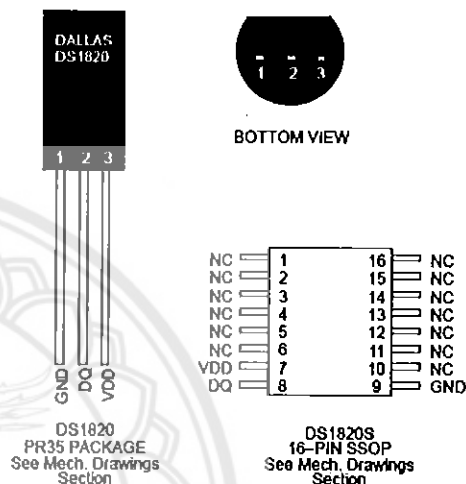 DALLAS
DS1820
1 2 3
GND DQ VDD
DS1820
PR35 PACKAGE
See Mech. Drawings
Section
1 2 3
BOTTOM VIEW
NC 1 16 NC
NC 2 15 NC
NC 3 14 NC
NC 4 13 NC
NC 5 12 NC
NC 6 11 NC
VDD 7 10 NC
DQ 8 9 GND
DS1820S
16–PIN SSOP
See Mech. Drawings
Section